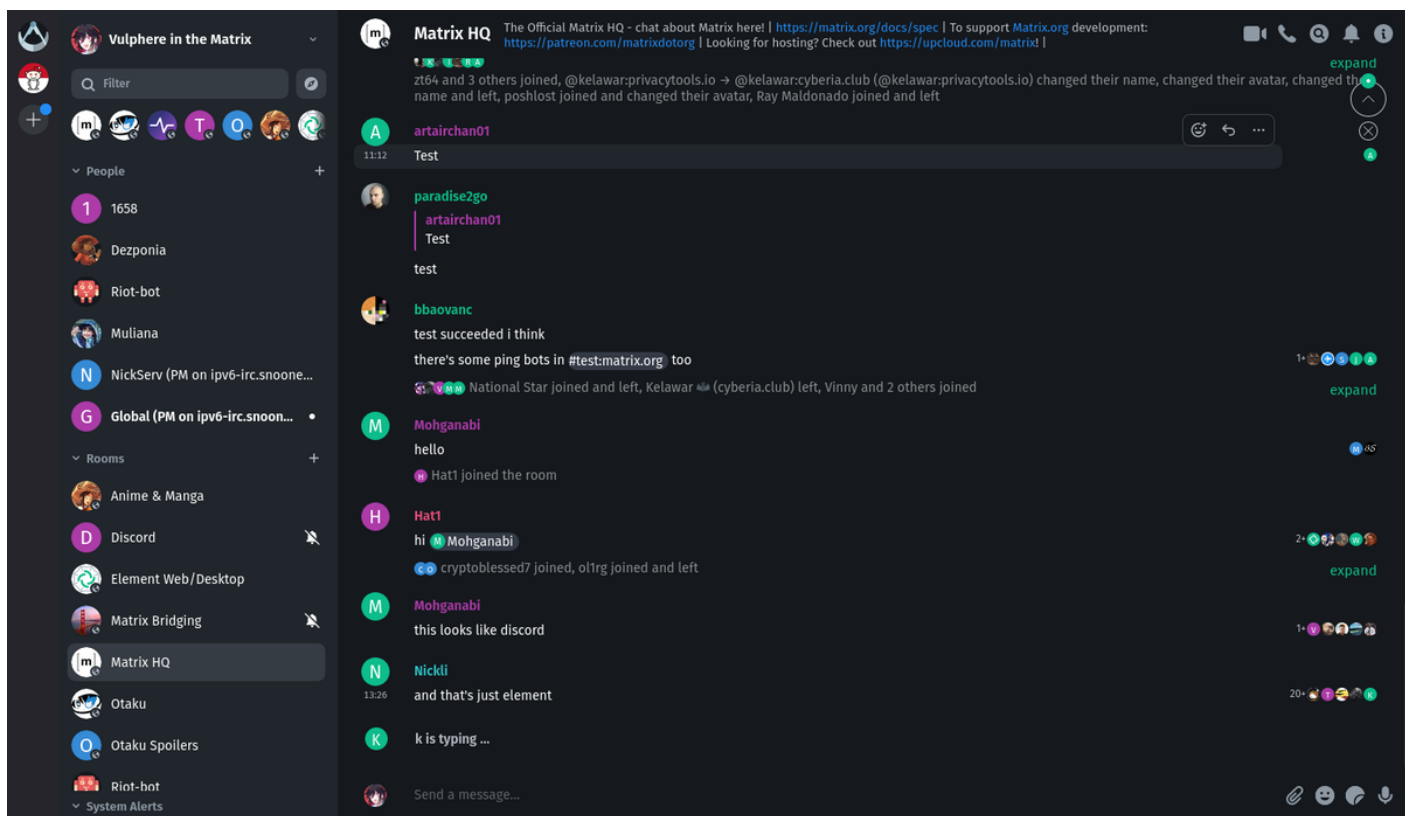 Vulphere in the Matrix
Filter
[m]
T
O
People
1 1658
Dezponia
Riot-bot
Muliana
N NickServ (PM on ipv6-irc.snoone...
G Global (PM on ipv6-irc.snoon...
Rooms
Anime & Manga
D Discord
Element Web/Desktop
Matrix Bridging
[m] Matrix HQ
Otaku
O Otaku Spoilers
Riot-bot
System Alerts
[m] Matrix HQ
The Official Matrix HQ - chat about Matrix here! | https://matrix.org/docs/spec | To support Matrix.org development:
https://patreon.com/matrixdotorg | Looking for hosting? Check out https://upcloud.com/matrix! |
expand
zt64 and 3 others joined, @kelawar:privacytools.io → @kelawar:cyberia.club (@kelawar:privacytools.io) changed their name, changed their avatar, changed the
name and left, poshlost joined and changed their avatar, Ray Maldonado joined and left
A artairchan01
11:12 Test A
paradise2go
artairchan01
Test
test
bbaovanc
test succeeded i think
there's some ping bots in #test:matrix.org too 1+ S J A
V M M National Star joined and left, Kelawar (cyberia.club) left, Vinny and 2 others joined expand
M Mohganabi
hello M
H Hat1 joined the room
H Hat1
hi M Mohganabi 2+ W
C O cryptoblessed7 joined, ol1rg joined and left expand
M Mohganabi
this looks like discord 1+ V
N Nickli
13:26 and that's just element 20+ T K
K k is typing ...
Send a message...